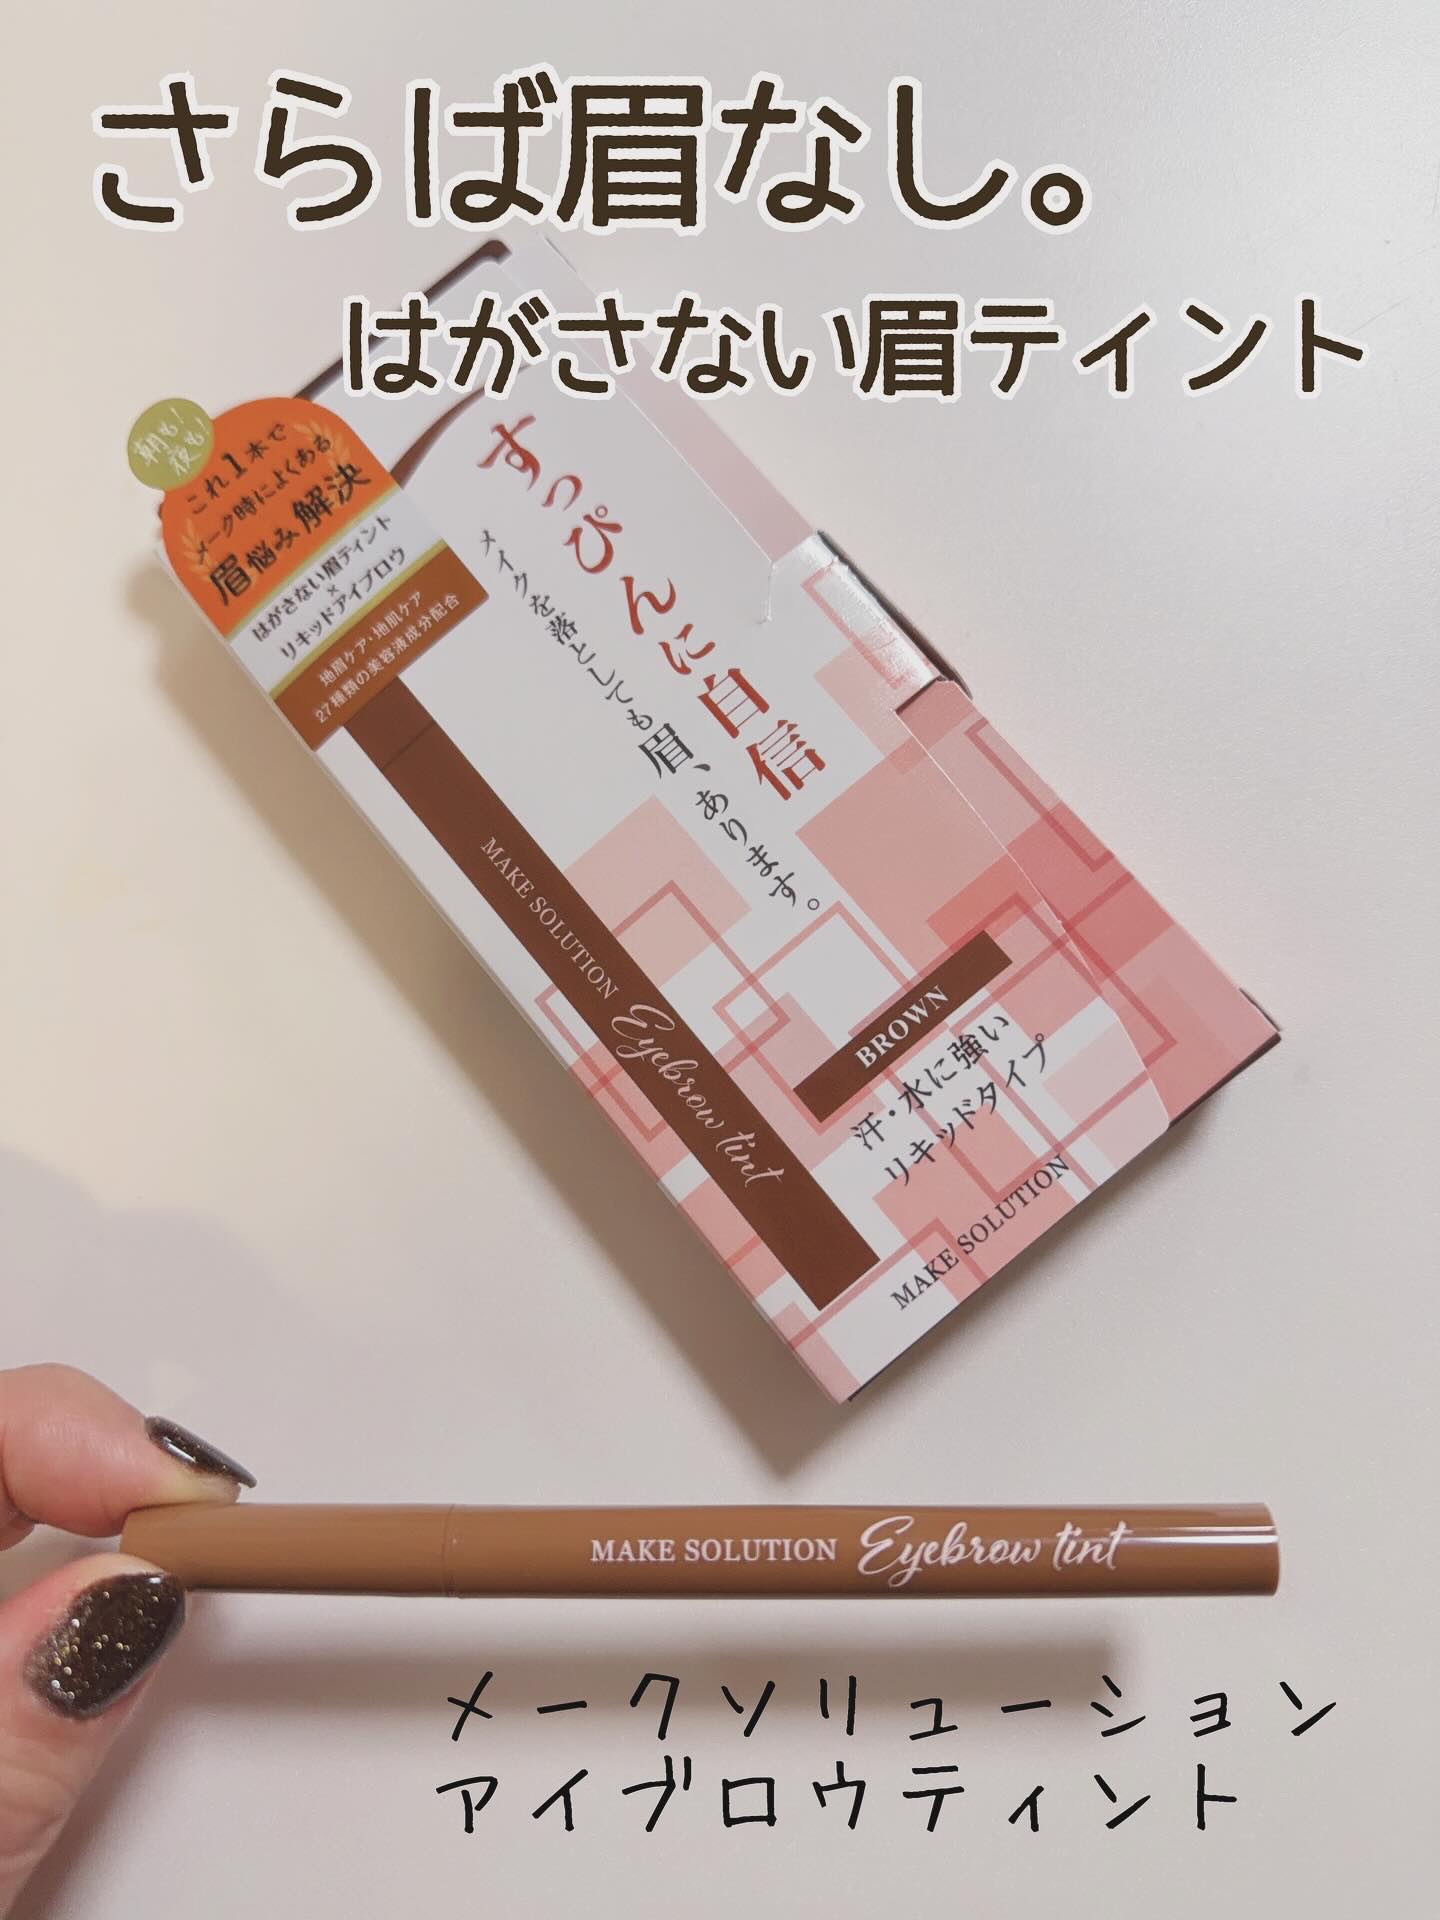 さらば眉なし。
はがさない眉ティント
朝も!
夜も!
これ1本で
メーク時によくある
眉悩み解決
はがさない眉ティント
×
リキッドアイブロウ
地眉ケア・地肌ケア
27種類の美容液成分配合
すっぴんに自信
メイクを落としても眉、あります。
MAKE SOLUTION Eyebrow tint
BROWN
汗・水に強い
リキッドタイプ
MAKE SOLUTION
MAKE SOLUTION Eyebrow tint
メークソリューション
アイブロウティント